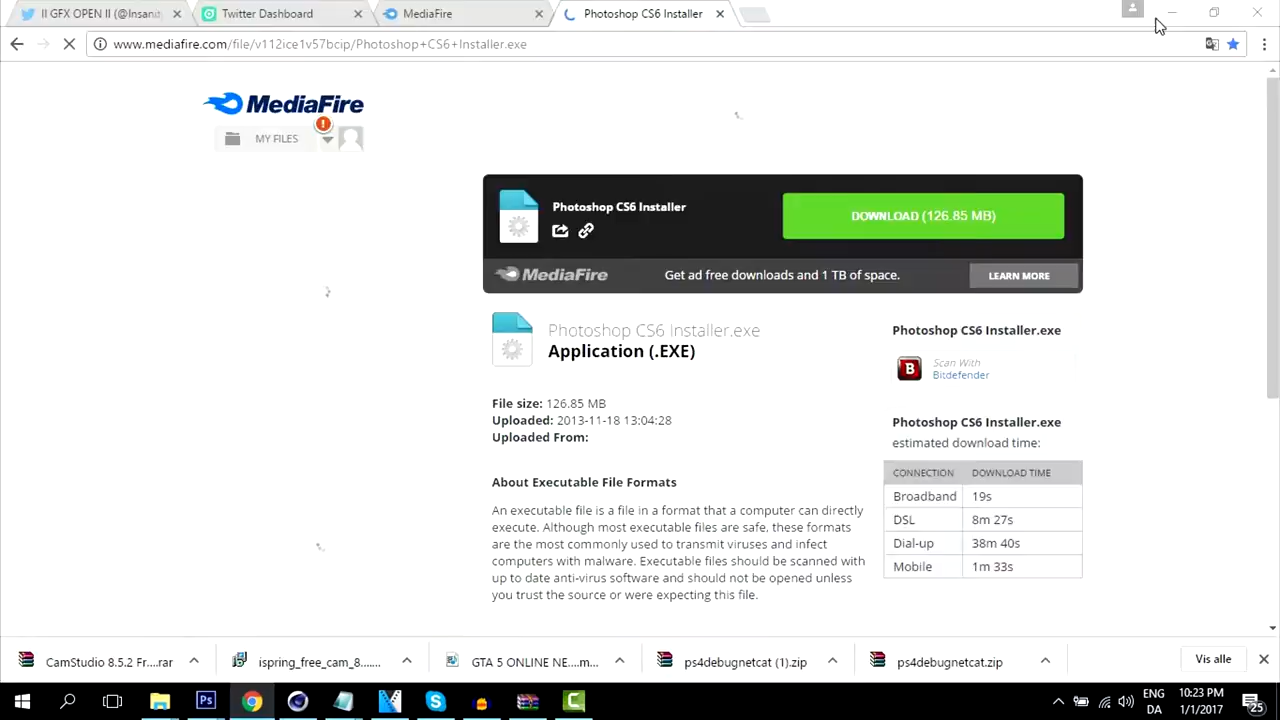 II GFX OPEN II (@Insanit
Twitter Dashboard
MediaFire
Photoshop CS6 Installer
www.mediafire.com/file/v112ice1v57bcip/Photoshop+CS6+Installer.exe
MediaFire
!
MY FILES
Photoshop CS6 Installer
DOWNLOAD (126.85 MB)
MediaFire
Get ad free downloads and 1 TB of space.
LEARN MORE
Photoshop CS6 Installer.exe
Application (.EXE)
File size: 126.85 MB
Uploaded: 2013-11-18 13:04:28
Uploaded From:
About Executable File Formats
An executable file is a file in a format that a computer can directly
execute. Although most executable files are safe, these formats
are the most commonly used to transmit viruses and infect
computers with malware. Executable files should be scanned with
up to date anti-virus software and should not be opened unless
you trust the source or were expecting this file.
Photoshop CS6 Installer.exe
B
Scan With
Bitdefender
Photoshop CS6 Installer.exe
estimated download time:
CONNECTION DOWNLOAD TIME
Broadband 19s
DSL 8m 27s
Dial-up 38m 40s
Mobile 1m 33s
CamStudio 8.5.2 Fr....rar
ispring_free_cam_8......
GTA 5 ONLINE NE....m...
ps4debugnetcat (1).zip
ps4debugnetcat.zip
Vis alle
Ps
ENG
DA
10:23 PM
1/1/2017
25